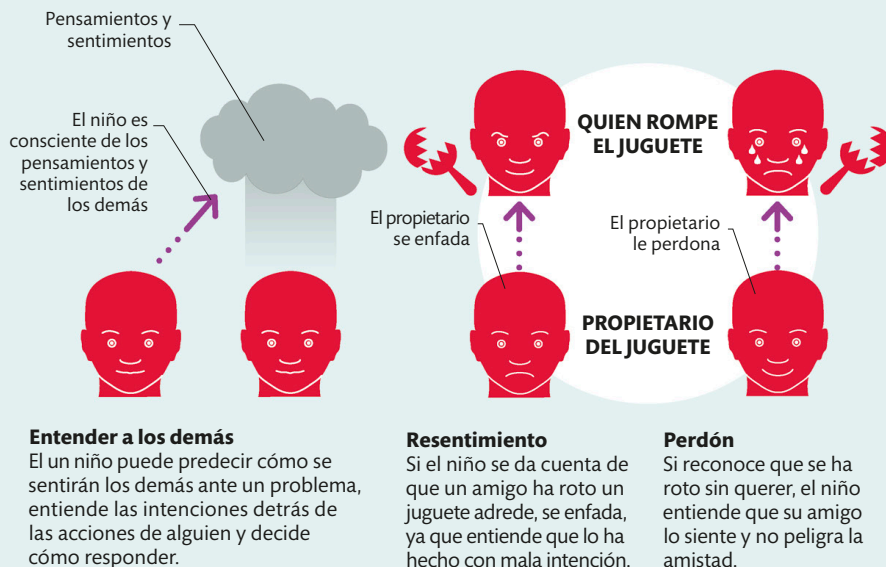 Pensamientos y
sentimientos
El niño es
consciente de los
pensamientos y
sentimientos de
los demás
QUIEN ROMPE
EL JUGUETE
El propietario
se enfada
El propietario
le perdona
PROPIETARIO
DEL JUGUETE
Entender a los demás
El un niño puede predecir cómo se
sentirán los demás ante un problema,
entiende las intenciones detrás de
las acciones de alguien y decide
cómo responder.
Resentimiento
Si el niño se da cuenta de
que un amigo ha roto un
juguete adrede, se enfada,
ya que entiende que lo ha
hecho con mala intención.
Perdón
Si reconoce que se ha
roto sin querer, el niño
entiende que su amigo
lo siente y no peligra la
amistad.